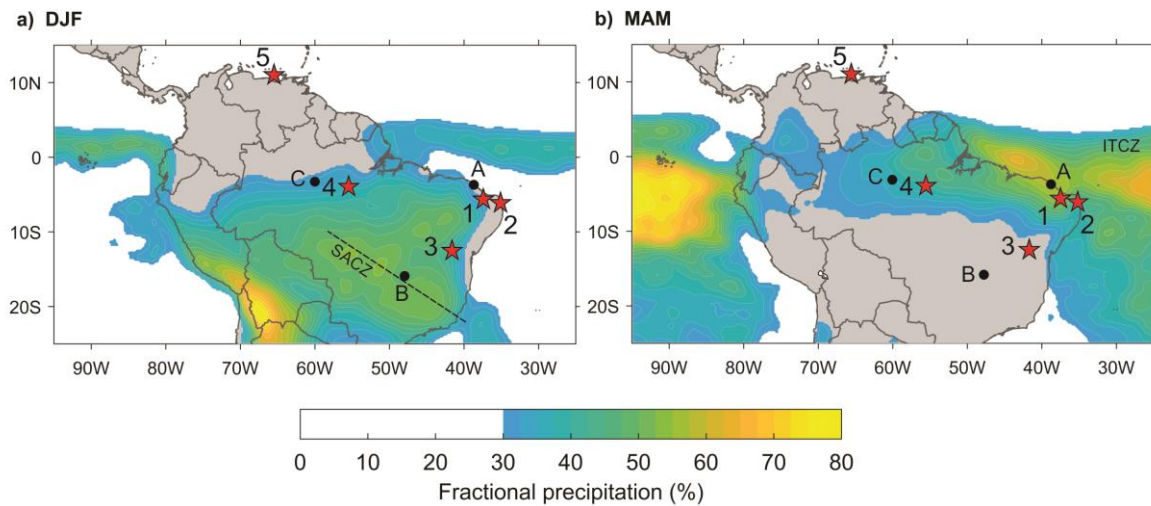 a) DJF
b) MAM
5
5
10N
10N
ITCZ
0
0
A
A
C
4
C
4
1
2
1
2
10S
10S
SACZ
3
3
B
B
20S
20S
90W 80W 70W 60W 50W 40W 30W
90W 80W 70W 60W 50W 40W 30W
0 10 20 30 40 50 60 70 80
Fractional precipitation (%)